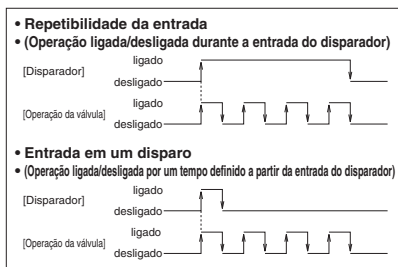 • Repetibilidade da entrada
• (Operação ligada/desligada durante a entrada do disparador)
ligado
[Disparador]
desligado
ligado
[Operação da válvula]
desligado
• Entrada em um disparo
• (Operação ligada/desligada por um tempo definido a partir da entrada do disparador)
ligado
[Disparador]
desligado
ligado
[Operação da válvula]
desligado